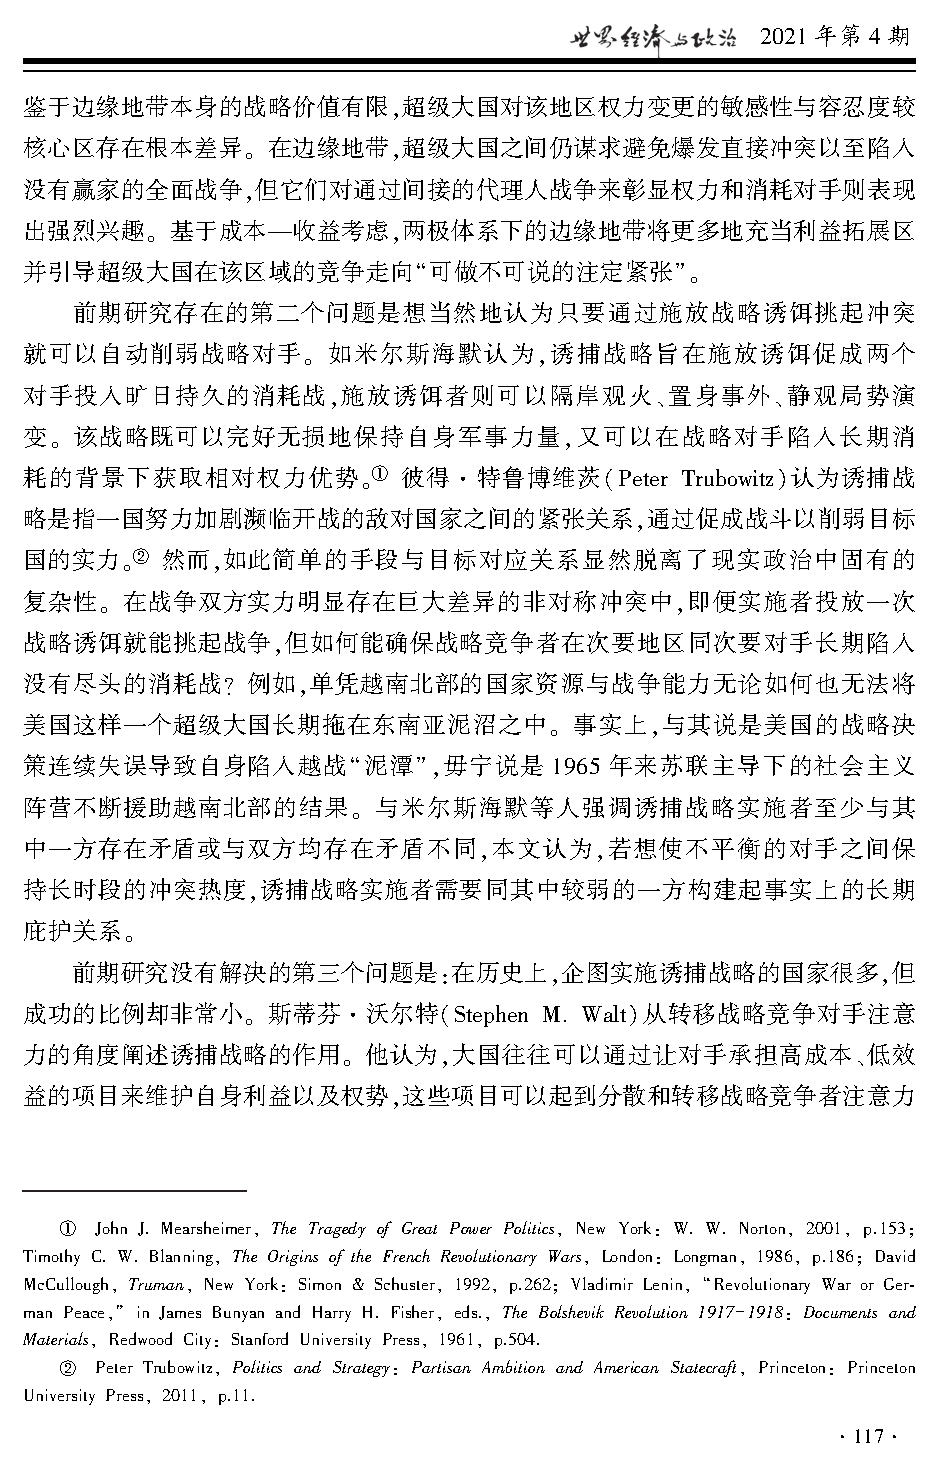 世界经济与政治 2021 年第 4 期
鉴于边缘地带本身的战略价值有限,超级大国对该地区权力变更的敏感性与容忍度较
核心区存在根本差异。在边缘地带,超级大国之间仍谋求避免爆发直接冲突以至陷入
没有赢家的全面战争,但它们对通过间接的代理人战争来彰显权力和消耗对手则表现
出强烈兴趣。基于成本—收益考虑,两极体系下的边缘地带将更多地充当利益拓展区
并引导超级大国在该区域的竞争走向“可做不可说的注定紧张”。
前期研究存在的第二个问题是想当然地认为只要通过施放战略诱饵挑起冲突
就可以自动削弱战略对手。如米尔斯海默认为,诱捕战略旨在施放诱饵促成两个
对手投入旷日持久的消耗战,施放诱饵者则可以隔岸观火、置身事外、静观局势演
变。该战略既可以完好无损地保持自身军事力量,又可以在战略对手陷入长期消
耗的背景下获取相对权力优势。① 彼得·特鲁博维茨(Peter Trubowitz)认为诱捕战
略是指一国努力加剧濒临开战的敌对国家之间的紧张关系,通过促成战斗以削弱目标
国的实力。② 然而,如此简单的手段与目标对应关系显然脱离了现实政治中固有的
复杂性。在战争双方实力明显存在巨大差异的非对称冲突中,即便实施者投放一次
战略诱饵就能挑起战争,但如何能确保战略竞争者在次要地区同次要对手长期陷入
没有尽头的消耗战? 例如,单凭越南北部的国家资源与战争能力无论如何也无法将
美国这样一个超级大国长期拖在东南亚泥沼之中。事实上,与其说是美国的战略决
策连续失误导致自身陷入越战“泥潭”,毋宁说是 1965 年来苏联主导下的社会主义
阵营不断援助越南北部的结果。与米尔斯海默等人强调诱捕战略实施者至少与其
中一方存在矛盾或与双方均存在矛盾不同,本文认为,若想使不平衡的对手之间保
持长时段的冲突热度,诱捕战略实施者需要同其中较弱的一方构建起事实上的长期
庇护关系。
前期研究没有解决的第三个问题是:在历史上,企图实施诱捕战略的国家很多,但
成功的比例却非常小。斯蒂芬·沃尔特(Stephen M. Walt)从转移战略竞争对手注意
力的角度阐述诱捕战略的作用。他认为,大国往往可以通过让对手承担高成本、低效
益的项目来维护自身利益以及权势,这些项目可以起到分散和转移战略竞争者注意力
① John J. Mearsheimer, The Tragedy of Great Power Politics, New York: W. W. Norton, 2001, p.153;
Timothy C. W. Blanning, The Origins of the French Revolutionary Wars, London: Longman, 1986, p.186; David
McCullough, Truman, New York: Simon & Schuster, 1992, p.262; Vladimir Lenin, “Revolutionary War or Ger-
man Peace,” in James Bunyan and Harry H. Fisher, eds., The Bolshevik Revolution 1917-1918: Documents and
Materials, Redwood City: Stanford University Press, 1961, p.504.
② Peter Trubowitz, Politics and Strategy: Partisan Ambition and American Statecraft, Princeton: Princeton
University Press, 2011, p.11.
· 117 ·